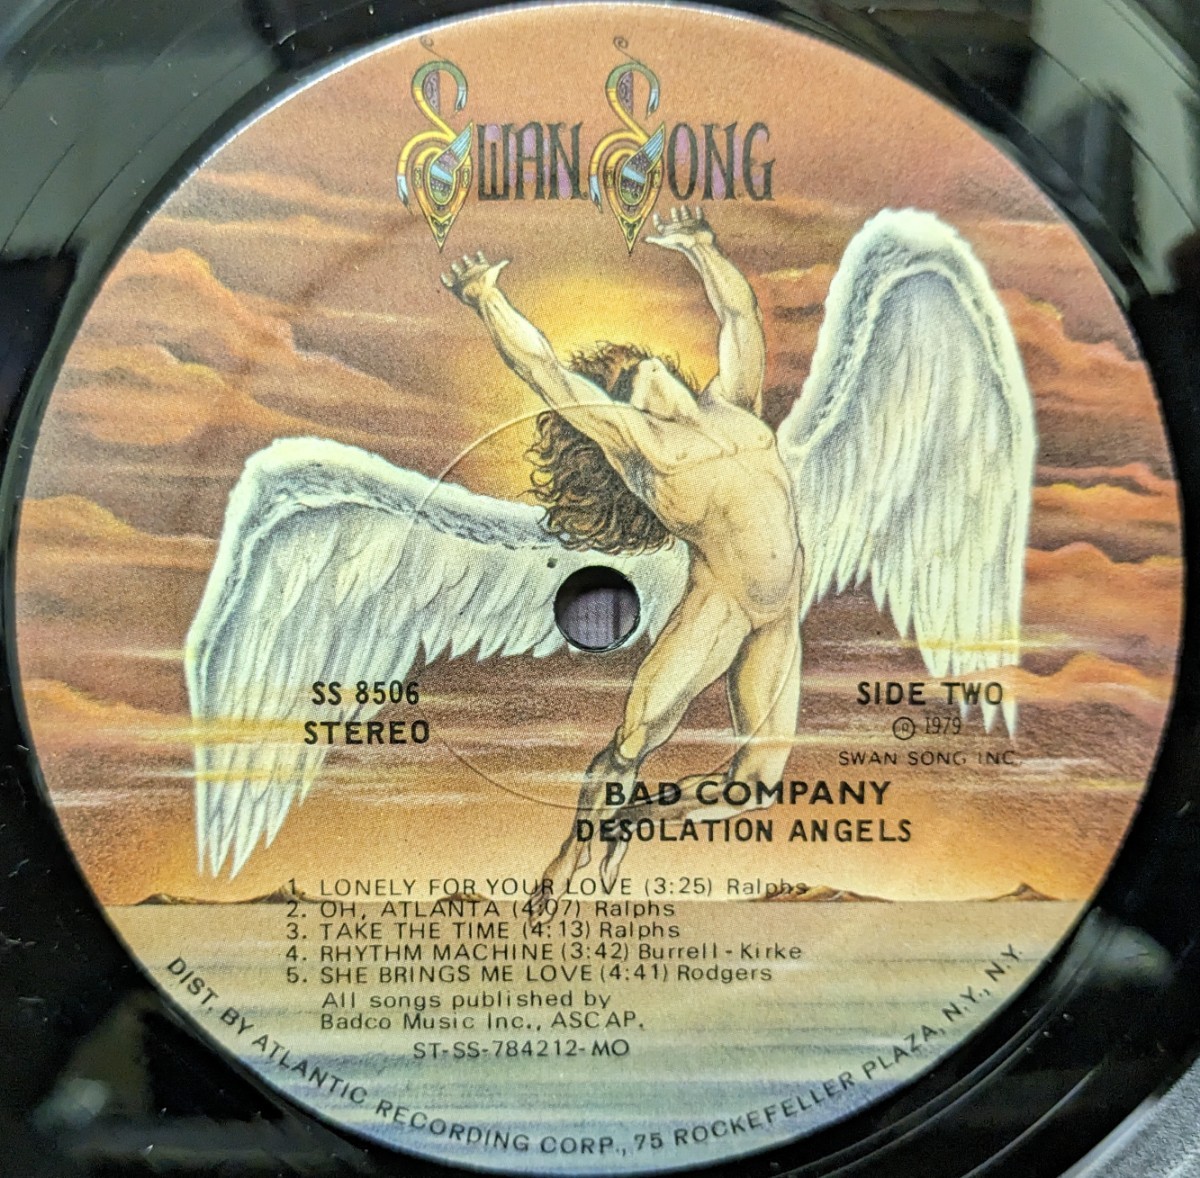 SWAN SONG
SS 8506
STEREO
SIDE TWO
Ⓡ 1979
SWAN SONG INC.
BAD COMPANY
DESOLATION ANGELS
1. LONELY FOR YOUR LOVE (3:25) Ralphs
2. OH, ATLANTA (4:07) Ralphs
3. TAKE THE TIME (4:13) Ralphs
4. RHYTHM MACHINE (3:42) Burrell-Kirke
5. SHE BRINGS ME LOVE (4:41) Rodgers
All songs published by
Badco Music Inc., ASCAP.
ST-SS-784212-MO
DIST. BY ATLANTIC RECORDING CORP., 75 ROCKEFELLER PLAZA, N.Y., N.Y.